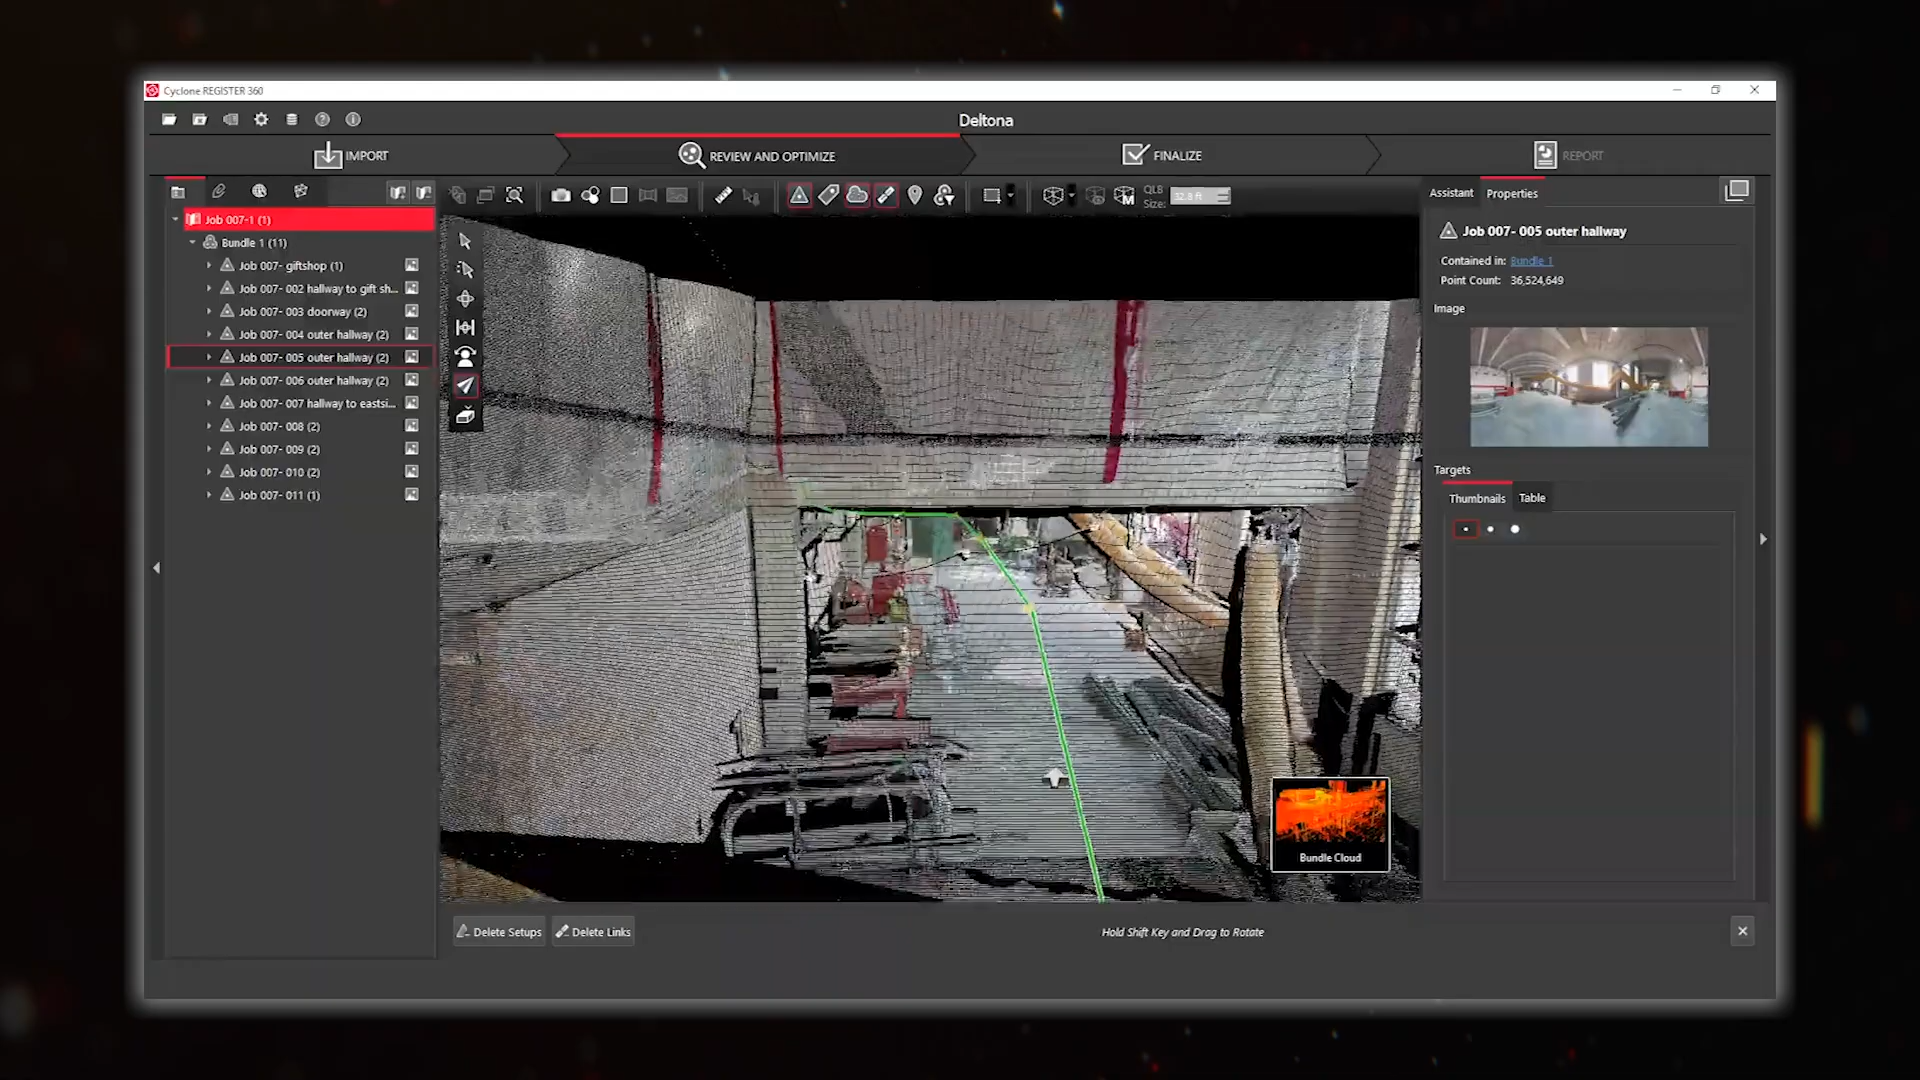 Cyclone REGISTER 360
Deltona
IMPORT
REVIEW AND OPTIMIZE
FINALIZE
REPORT
QLB
Size:
32.8 ft
Assistant
Properties
Job 007-1 (1)
Bundle 1 (11)
Job 007- giftshop (1)
Job 007- 002 hallway to gift sh...
Job 007- 003 doorway (2)
Job 007- 004 outer hallway (2)
Job 007- 005 outer hallway (2)
Job 007- 006 outer hallway (2)
Job 007- 007 hallway to eastsi...
Job 007- 008 (2)
Job 007- 009 (2)
Job 007- 010 (2)
Job 007- 011 (1)
Job 007- 005 outer hallway
Contained in: Bundle 1
Point Count: 36,524,649
Image
Targets
Thumbnails
Table
Bundle Cloud
Delete Setups
Delete Links
Hold Shift Key and Drag to Rotate